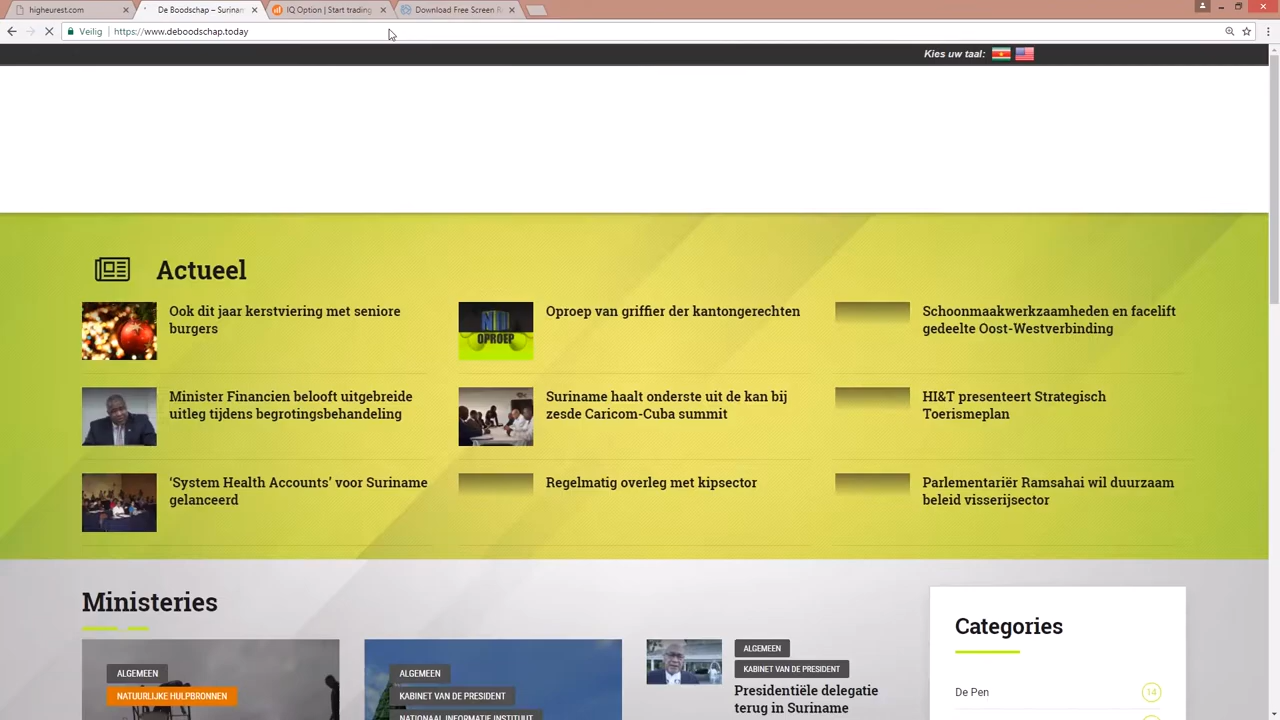 higheurest.com
De Boodschap – Surinam
IQ Option | Start trading
Download Free Screen R
Veilig
https://www.deboodschap.today
Kies uw taal:
Actueel
Ook dit jaar kerstviering met seniore
burgers
Oproep van griffier der kantongerechten
OPROEP
Schoonmaakwerkzaamheden en facelift
gedeelte Oost-Westverbinding
Minister Financien belooft uitgebreide
uitleg tijdens begrotingsbehandeling
Suriname haalt onderste uit de kan bij
zesde Caricom-Cuba summit
HI&T presenteert Strategisch
Toerismeplan
‘System Health Accounts’ voor Suriname
gelanceerd
Regelmatig overleg met kipsector
Parlementariër Ramsahai wil duurzaam
beleid visserijsector
Ministeries
ALGEMEEN
NATUURLIJKE HULPBRONNEN
ALGEMEEN
KABINET VAN DE PRESIDENT
NATIONAAL INFORMATIE INSTITUUT
ALGEMEEN
KABINET VAN DE PRESIDENT
Presidentiële delegatie
terug in Suriname
Categories
De Pen
14